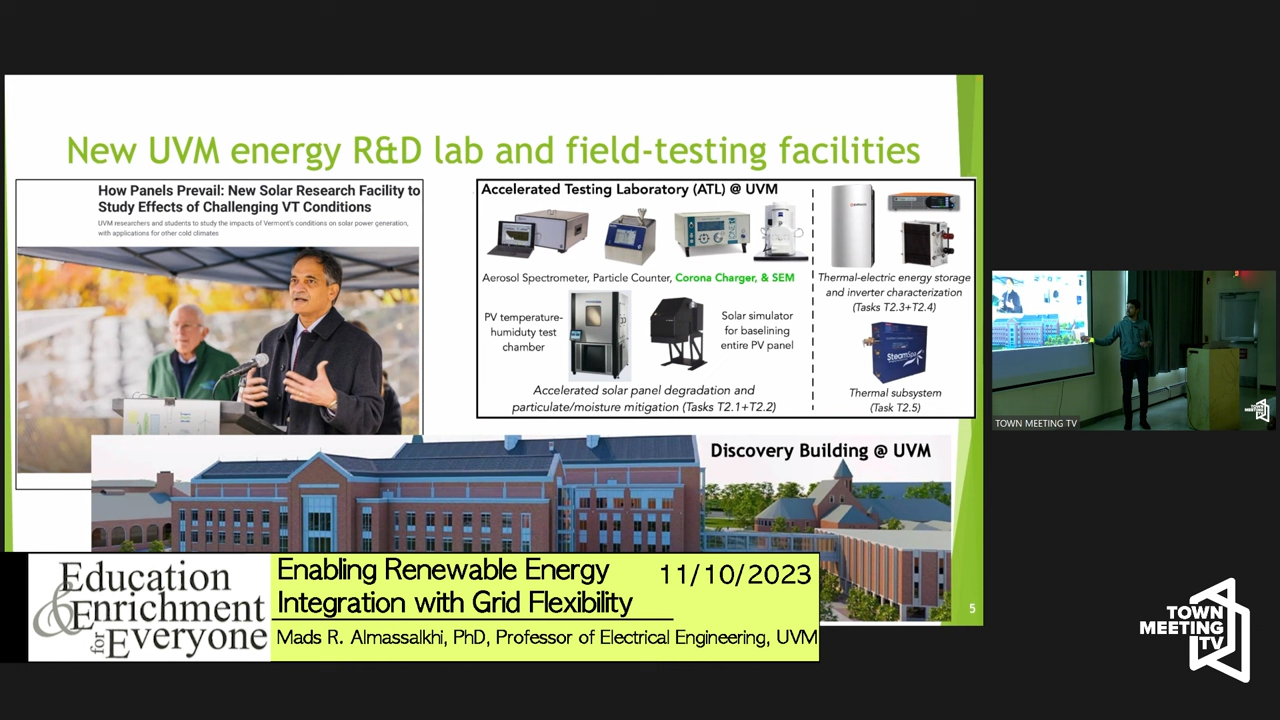 New UVM energy R&D lab and field-testing facilities
How Panels Prevail: New Solar Research Facility to
Study Effects of Challenging VT Conditions
UVM researchers and students to study the impacts of Vermont's conditions on solar power generation,
with applications for other cold climates
Accelerated Testing Laboratory (ATL) @ UVM
Aerosol Spectrometer, Particle Counter, Corona Charger, & SEM
PV temperature-
humiduty test
chamber
Solar simulator
for baselining
entire PV panel
Accelerated solar panel degradation and
particulate/moisture mitigation (Tasks T2.1+T2.2)
Thermal-electric energy storage
and inverter characterization
(Tasks T2.3+T2.4)
SteamSpa
Thermal subsystem
(Task T2.5)
Discovery Building @ UVM
5
Education
& Enrichment
for Everyone
Enabling Renewable Energy
Integration with Grid Flexibility
11/10/2023
Mads R. Almassalkhi, PhD, Professor of Electrical Engineering, UVM
TOWN MEETING TV
TOWN
MEETING
TV